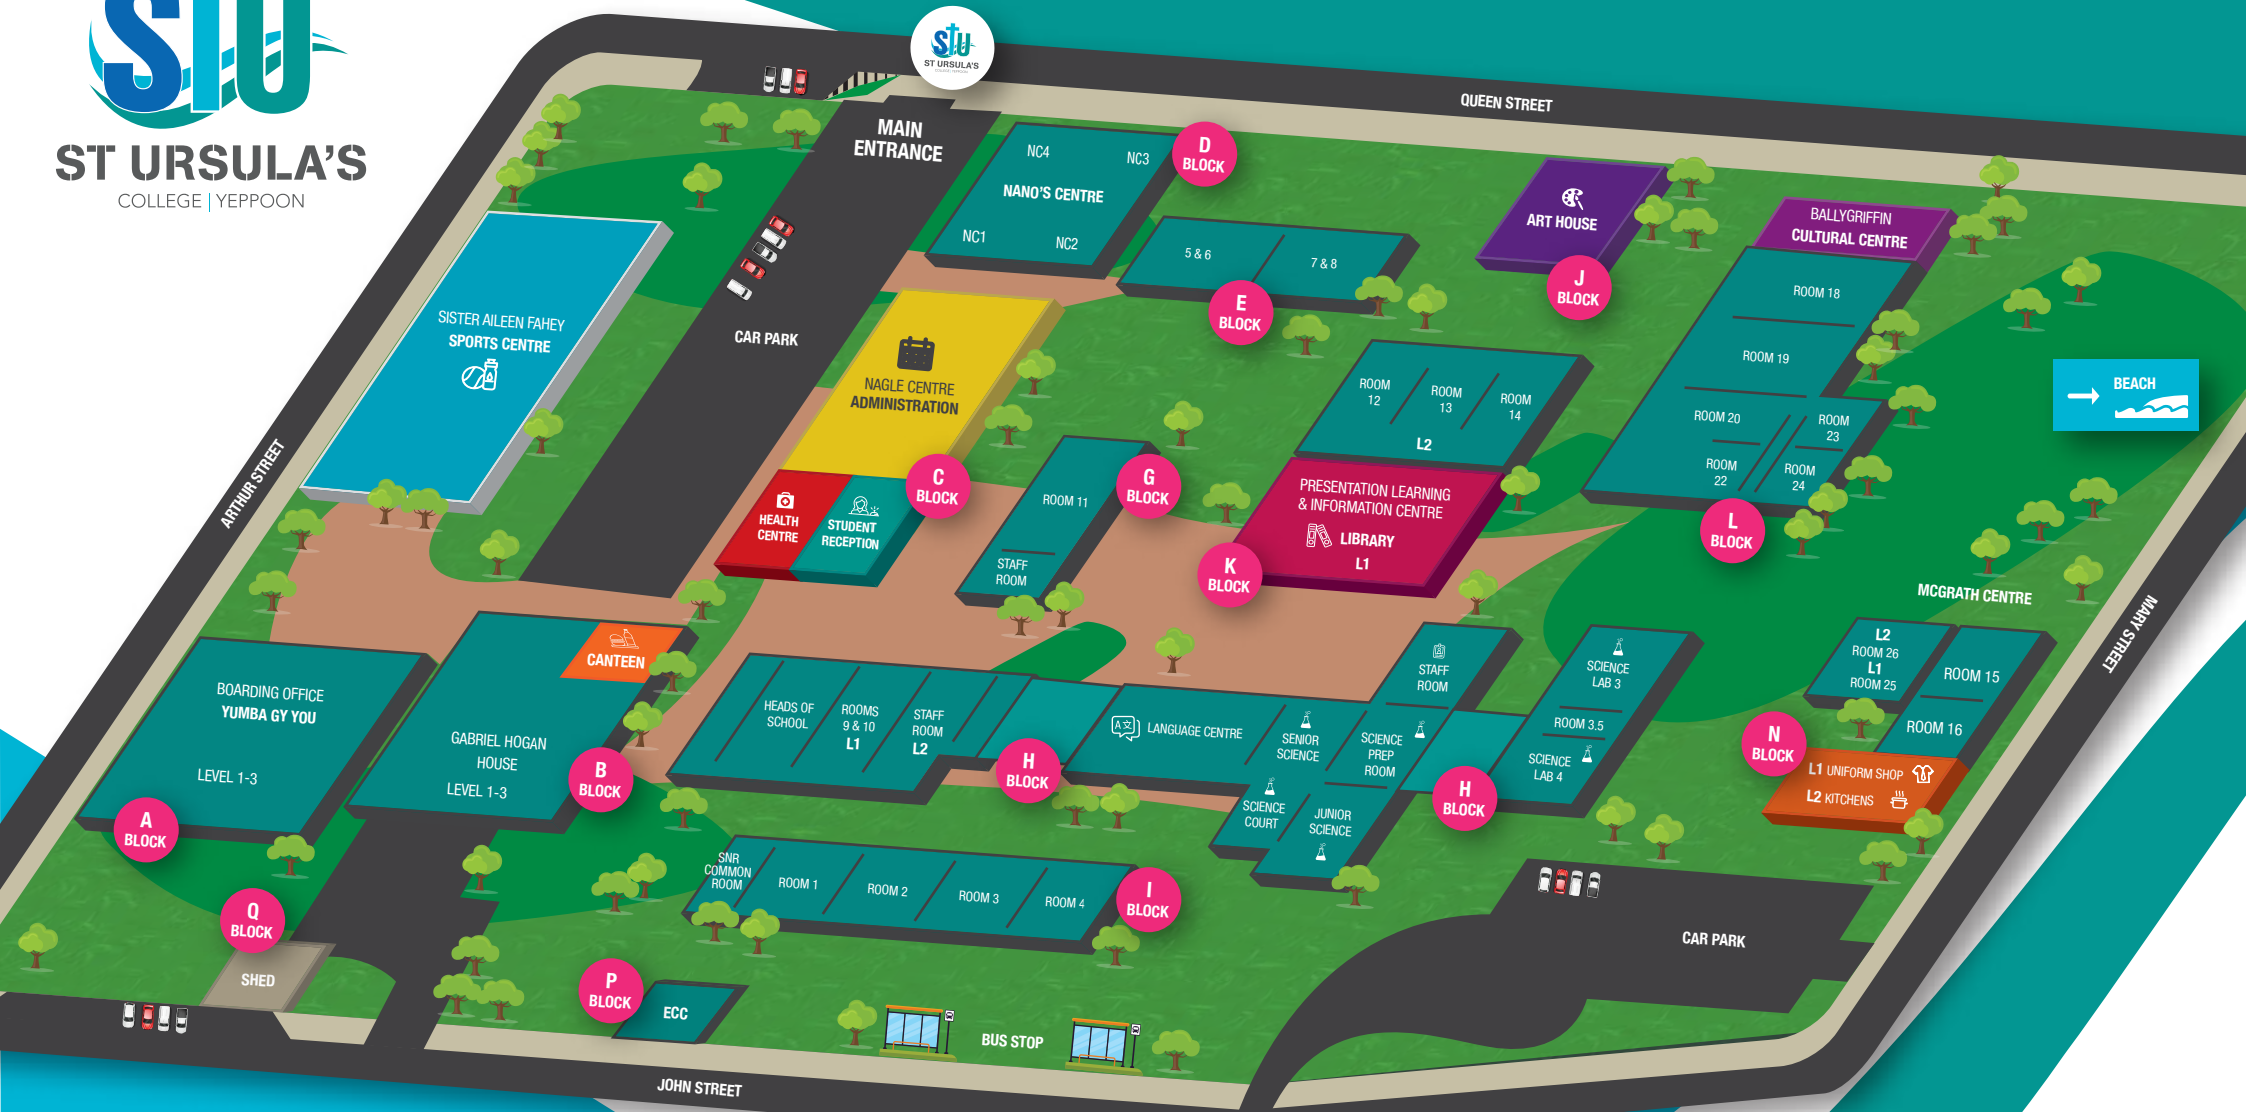 STU
ST URSULA'S
COLLEGE | YEPPOON
STU
ST URSULA'S
COLLEGE | YEPPOON
QUEEN STREET
MAIN
ENTRANCE
NC4
NC3
NANO'S CENTRE
NC1
NC2
D
BLOCK
5 & 6
7 & 8
E
BLOCK
ART HOUSE
J
BLOCK
BALLYGRIFFIN
CULTURAL CENTRE
ROOM 18
ROOM 19
ROOM 20
ROOM
23
ROOM
22
ROOM
24
L
BLOCK
BEACH
SISTER AILEEN FAHEY
SPORTS CENTRE
CAR PARK
NAGLE CENTRE
ADMINISTRATION
HEALTH
CENTRE
STUDENT
RECEPTION
C
BLOCK
ROOM 11
STAFF
ROOM
G
BLOCK
ROOM
12
ROOM
13
ROOM
14
L2
PRESENTATION LEARNING
& INFORMATION CENTRE
LIBRARY
L1
K
BLOCK
ARTHUR STREET
MARY STREET
MCGRATH CENTRE
L2
ROOM 26
L1
ROOM 25
ROOM 15
ROOM 16
N
BLOCK
L1 UNIFORM SHOP
L2 KITCHENS
BOARDING OFFICE
YUMBA GY YOU
LEVEL 1-3
A
BLOCK
CANTEEN
GABRIEL HOGAN
HOUSE
LEVEL 1-3
B
BLOCK
HEADS OF
SCHOOL
ROOMS
9 & 10
L1
STAFF
ROOM
L2
H
BLOCK
A文
LANGUAGE CENTRE
SENIOR
SCIENCE
SCIENCE
PREP
ROOM
STAFF
ROOM
SCIENCE
COURT
JUNIOR
SCIENCE
H
BLOCK
SCIENCE
LAB 3
ROOM 3.5
SCIENCE
LAB 4
SNR
COMMON
ROOM
ROOM 1
ROOM 2
ROOM 3
ROOM 4
I
BLOCK
Q
BLOCK
SHED
P
BLOCK
ECC
BUS STOP
CAR PARK
JOHN STREET